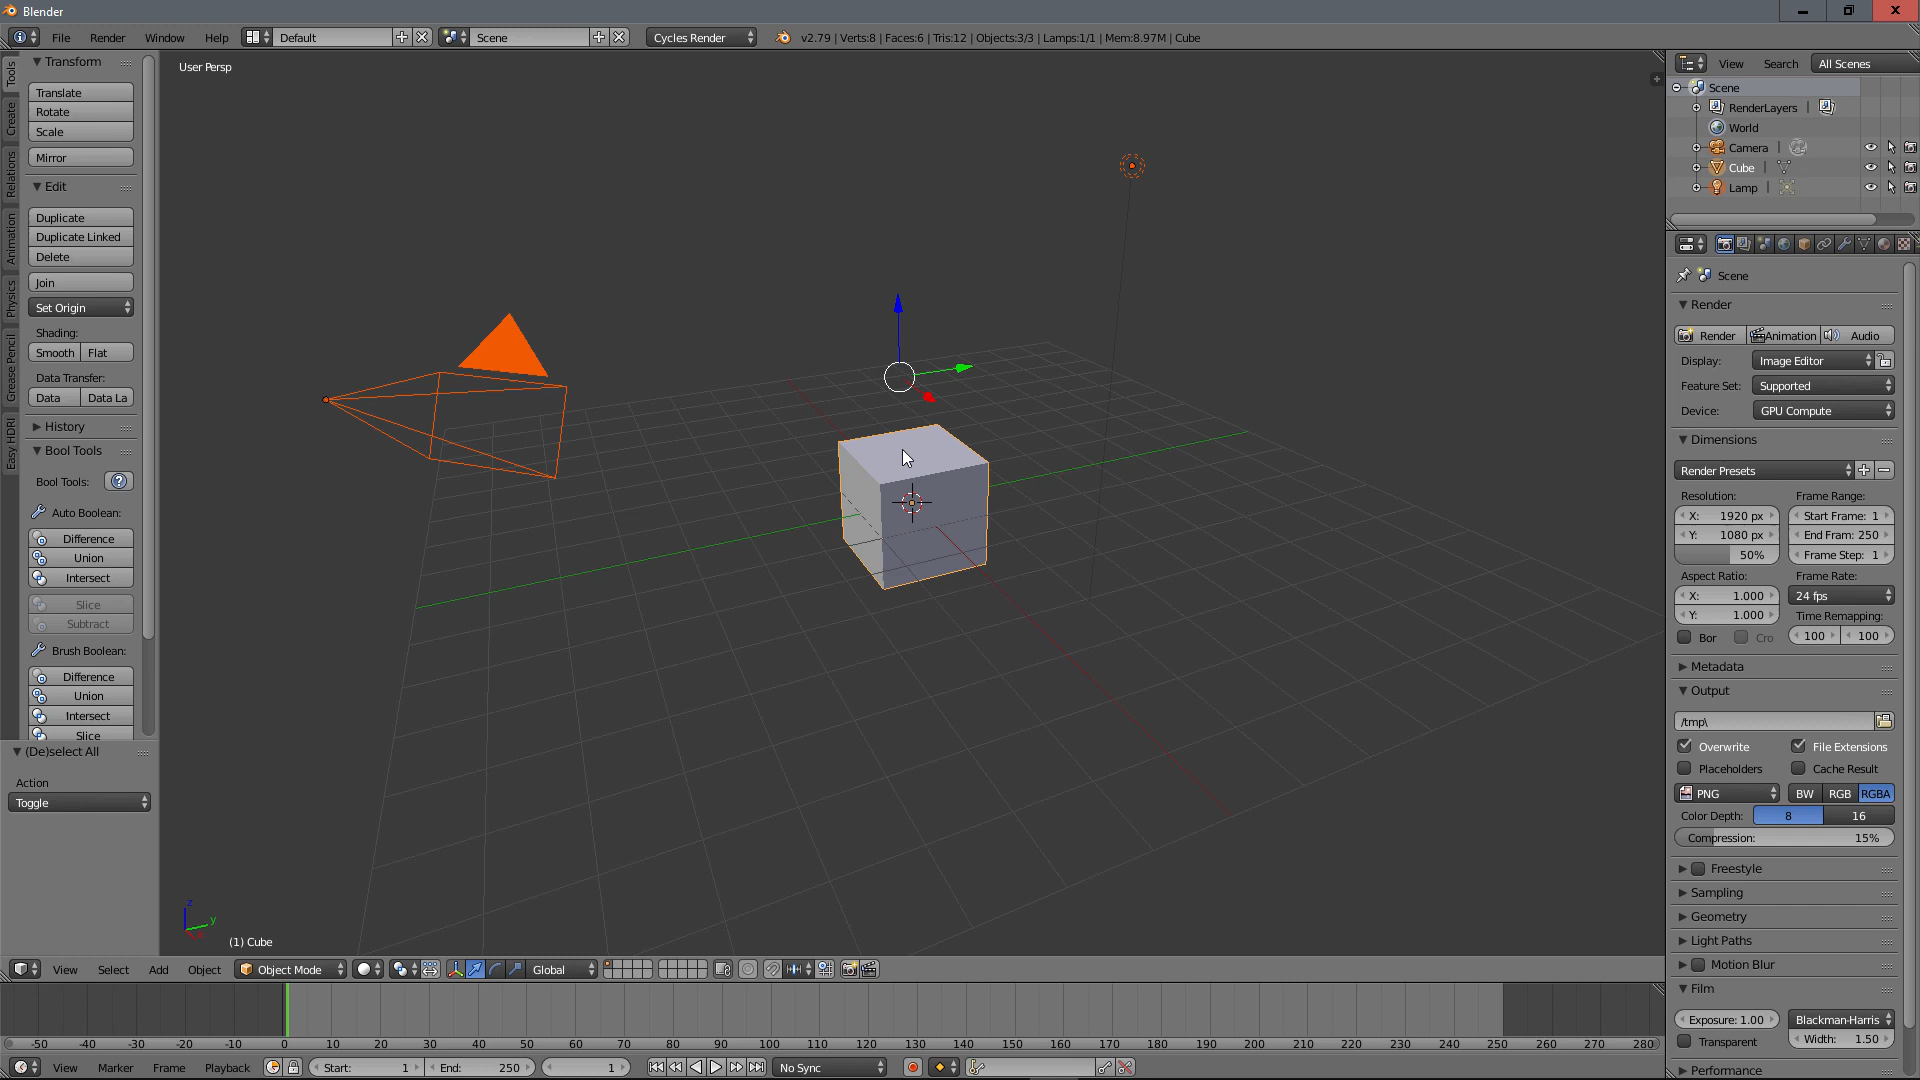 Blender
File Render Window Help Default Scene Cycles Render v2.79 | Verts:8 | Faces:6 | Tris:12 | Objects:3/3 | Lamps:1/1 | Mem:8.97M | Cube
Tools
Create
Relations
Animation
Physics
Grease Pencil
Easy HDRI
Transform
Translate
Rotate
Scale
Mirror
Edit
Duplicate
Duplicate Linked
Delete
Join
Set Origin
Shading:
Smooth Flat
Data Transfer:
Data Data La
History
Bool Tools
Bool Tools: ?
Auto Boolean:
Difference
Union
Intersect
Slice
Subtract
Brush Boolean:
Difference
Union
Intersect
Slice
(De)select All
Action
Toggle
User Persp
z
y
(1) Cube
View Select Add Object Object Mode Global
-50 -40 -30 -20 -10 0 10 20 30 40 50 60 70 80 90 100 110 120 130 140 150 160 170 180 190 200 210 220 230 240 250 260 270 280
View Marker Frame Playback Start: 1 End: 250 1 No Sync
View Search All Scenes
Scene
RenderLayers |
World
Camera |
Cube |
Lamp |
Scene
Render
Render Animation Audio
Display: Image Editor
Feature Set: Supported
Device: GPU Compute
Dimensions
Render Presets
Resolution: Frame Range:
X: 1920 px Start Frame: 1
Y: 1080 px End Fram: 250
50% Frame Step: 1
Aspect Ratio: Frame Rate:
X: 1.000 24 fps
Y: 1.000 Time Remapping:
Bor Cro 100 100
Metadata
Output
/tmp\
Overwrite File Extensions
Placeholders Cache Result
PNG BW RGB RGBA
Color Depth: 8 16
Compression: 15%
Freestyle
Sampling
Geometry
Light Paths
Motion Blur
Film
Exposure: 1.00 Blackman-Harris
Transparent Width: 1.50
Performance